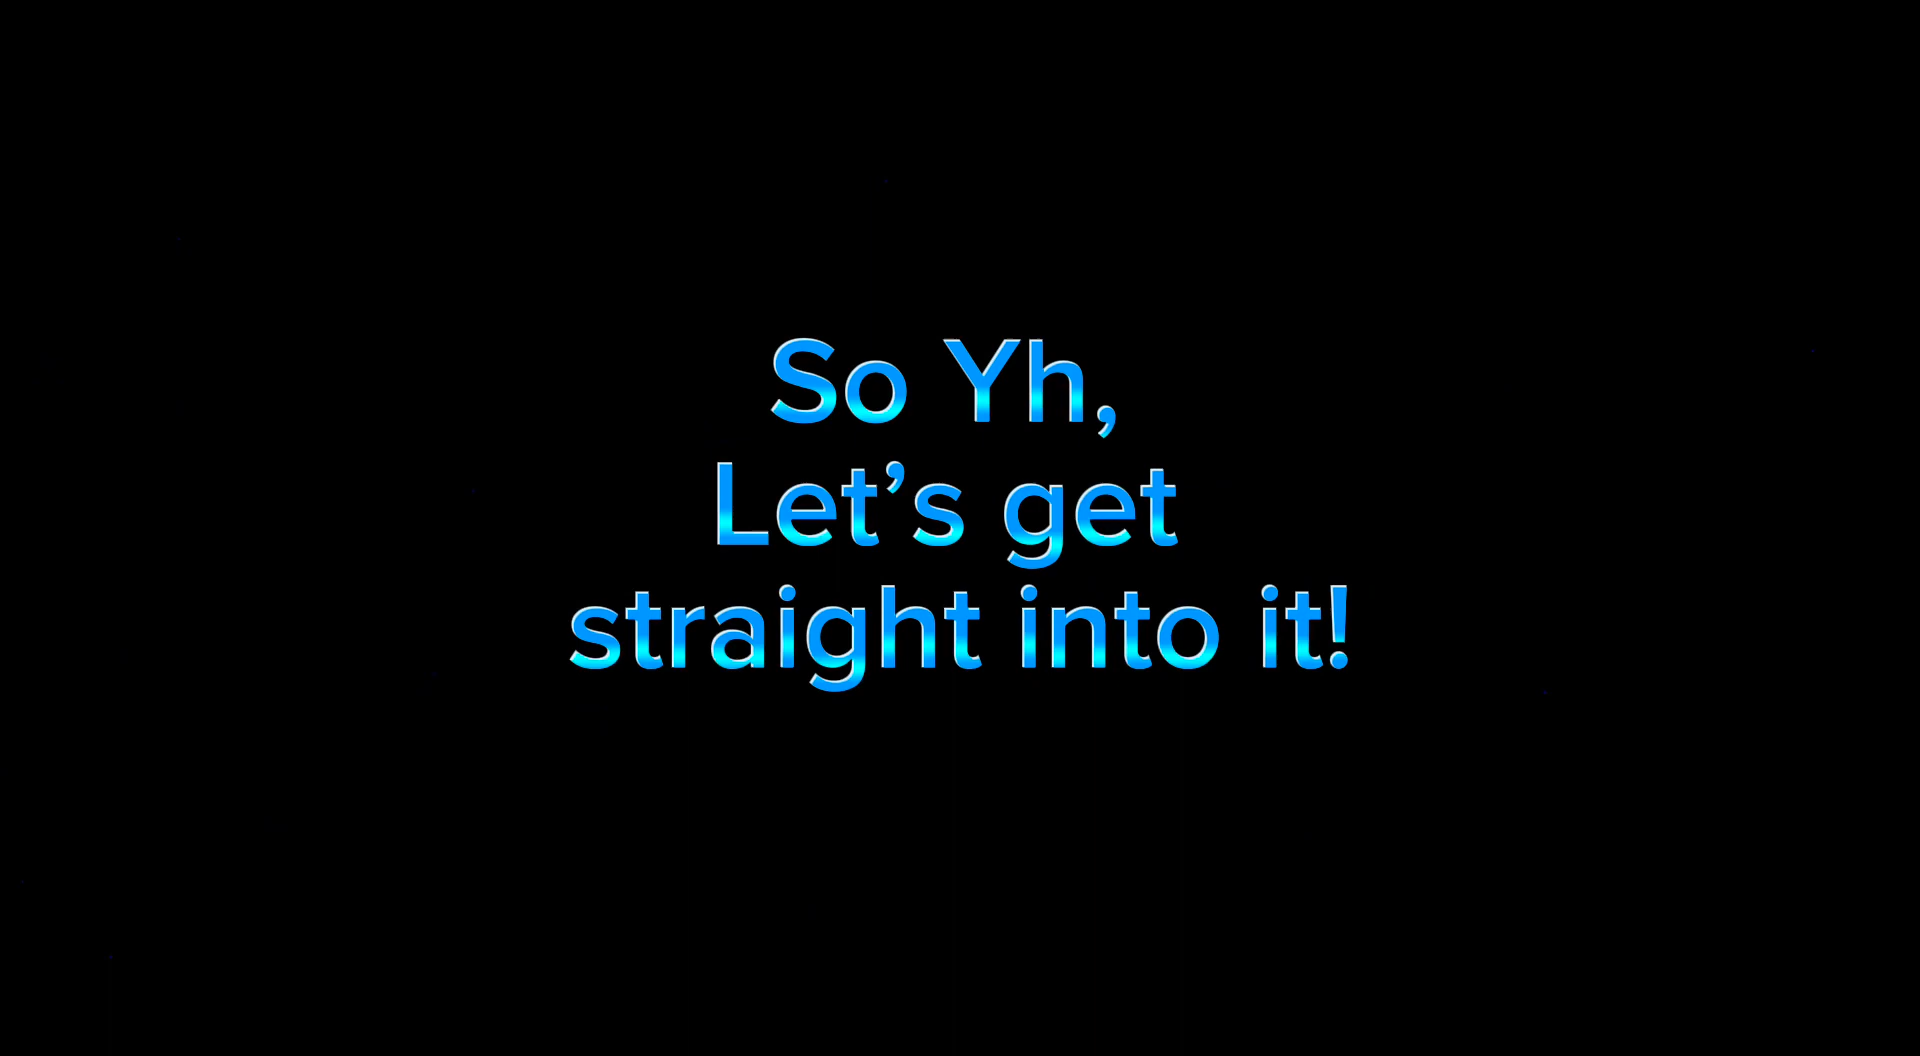 So Yh,
Let’s get
straight into it!